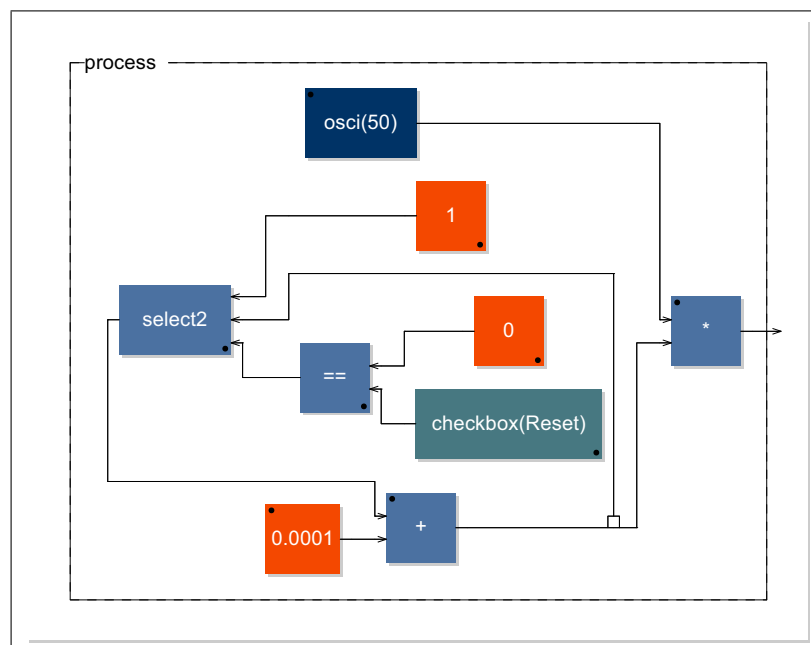 process
osci(50)
1
select2
0
==
*
checkbox(Reset)
0.0001
+